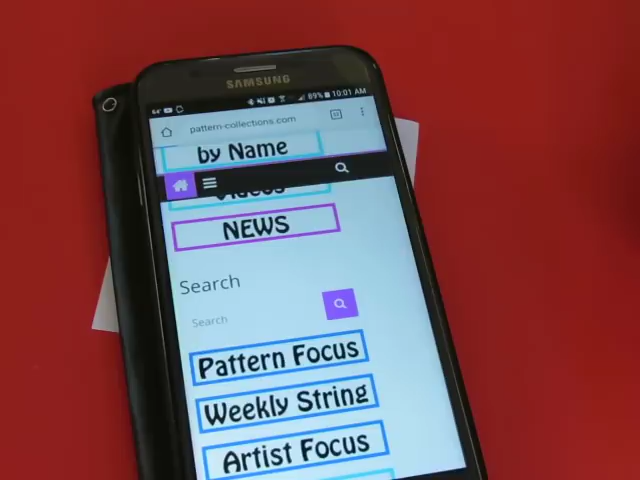 SAMSUNG
89% 10:01 AM
pattern-collections.com
by Name
Videos
NEWS
Search
Search
Pattern Focus
Weekly String
Artist Focus